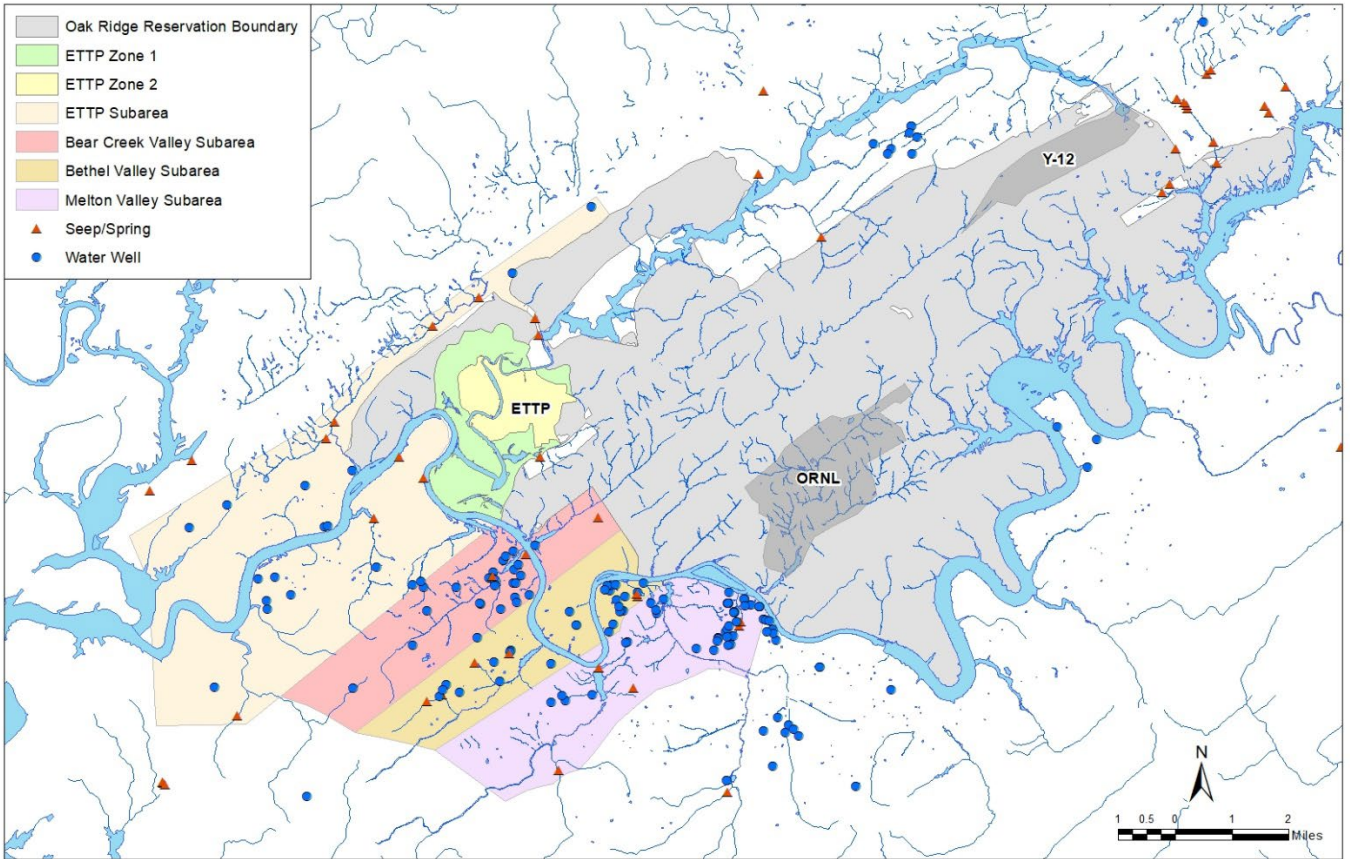 Oak Ridge Reservation Boundary
ETTP Zone 1
ETTP Zone 2
ETTP Subarea
Bear Creek Valley Subarea
Bethel Valley Subarea
Melton Valley Subarea
Seep/Spring
Water Well
Y-12
ETTP
ORNL
N
1 0.5 0 1 2
Miles